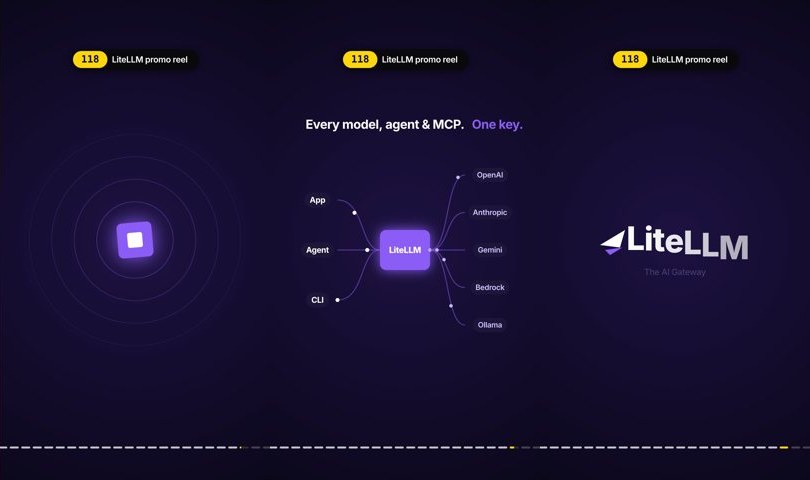 118 LiteLLM promo reel
118 LiteLLM promo reel
Every model, agent & MCP. One key.
App
Agent
CLI
LiteLLM
OpenAI
Anthropic
Gemini
Bedrock
Ollama
118 LiteLLM promo reel
LiteLLM
The AI Gateway